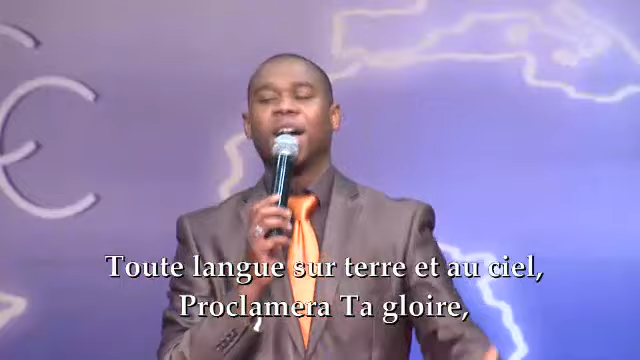 Toute langue sur terre et au ciel,
Proclamera Ta gloire,